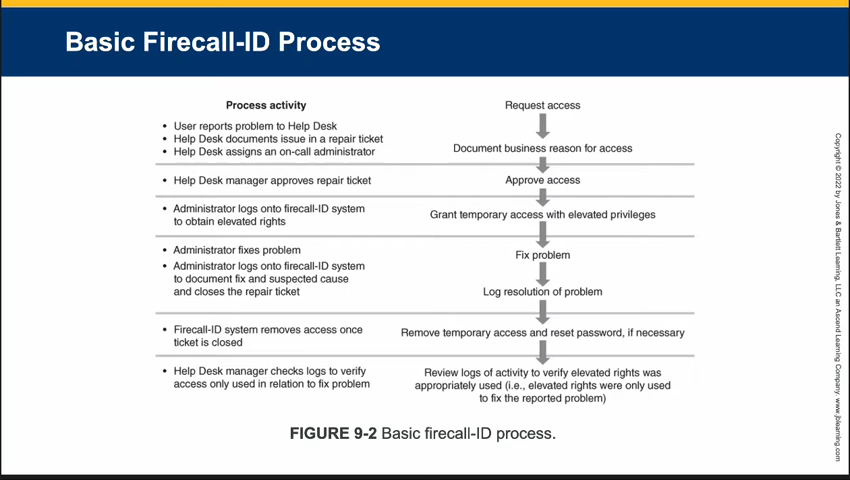 Basic Firecall-ID Process
Process activity
Request access
• User reports problem to Help Desk
• Help Desk documents issue in a repair ticket
• Help Desk assigns an on-call administrator
Document business reason for access
• Help Desk manager approves repair ticket
Approve access
• Administrator logs onto firecall-ID system
to obtain elevated rights
Grant temporary access with elevated privileges
• Administrator fixes problem
• Administrator logs onto firecall-ID system
to document fix and suspected cause
and closes the repair ticket
Fix problem
Log resolution of problem
• Firecall-ID system removes access once
ticket is closed
Remove temporary access and reset password, if necessary
• Help Desk manager checks logs to verify
access only used in relation to fix problem
Review logs of activity to verify elevated rights was
appropriately used (i.e., elevated rights were only used
to fix the reported problem)
FIGURE 9-2 Basic firecall-ID process.
Copyright © 2022 by Jones & Bartlett Learning, LLC an Ascend Learning Company. www.jblearning.com